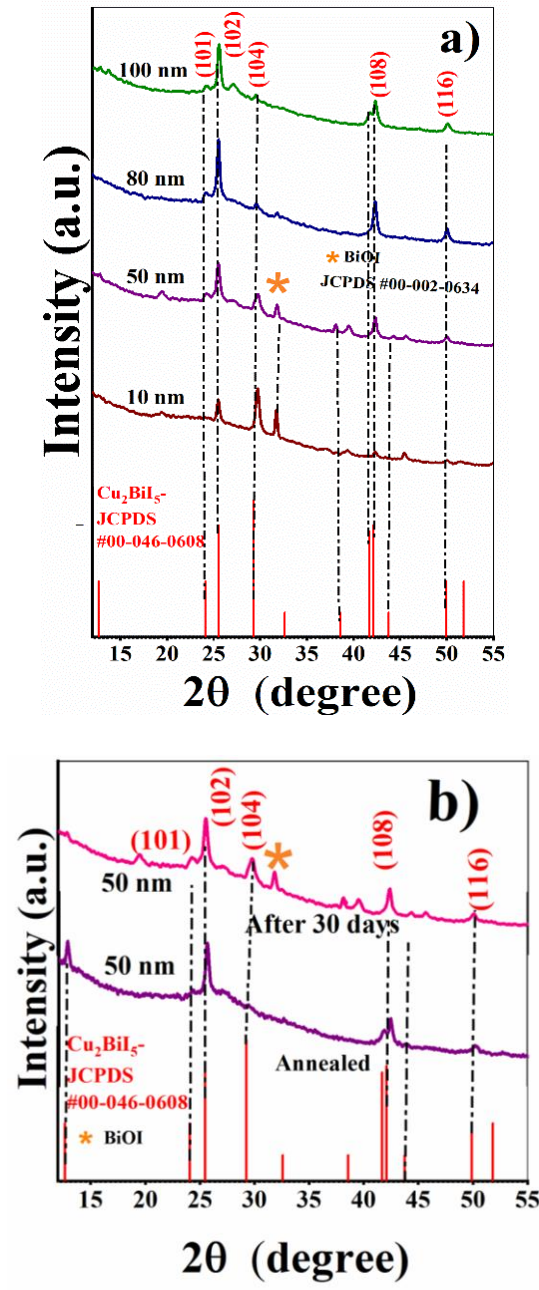 a)
(101)
(102)
(104)
(108)
(116)
100 nm
80 nm
* BiOI
JCPDS #00-002-0634
50 nm
*
10 nm
Cu₂BiI₅-
JCPDS
#00-046-0608
Intensity (a.u.)
15 20 25 30 35 40 45 50 55
2θ (degree)
b)
(101)
(102)
(104)
(108)
(116)
*
50 nm
After 30 days
50 nm
Annealed
Cu₂BiI₅-
JCPDS
#00-046-0608
* BiOI
Intensity (a.u.)
15 20 25 30 35 40 45 50 55
2θ (degree)